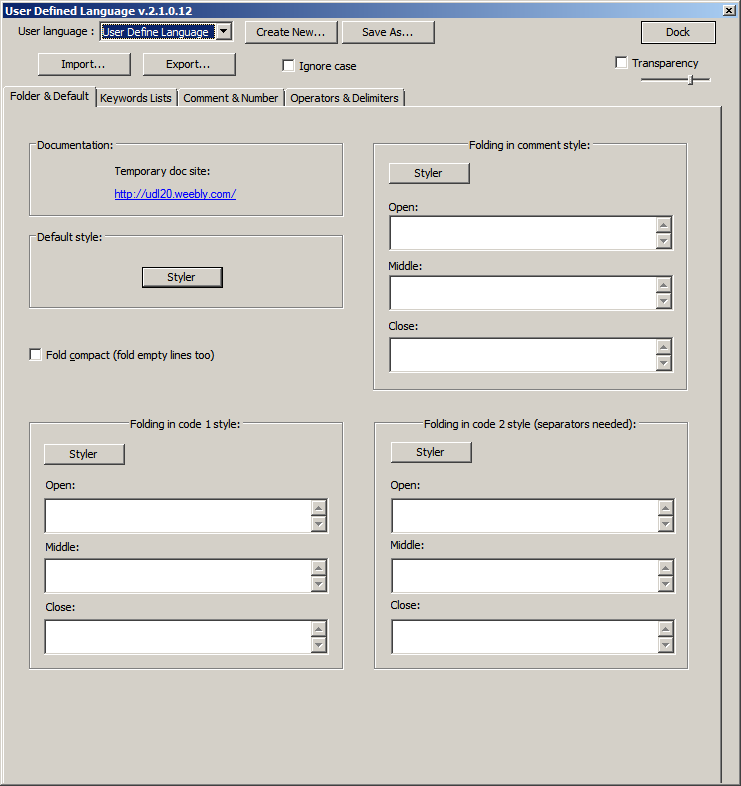 User Defined Language v.2.1.0.12
User language :
User Define Language
Create New...
Save As...
Dock
Import...
Export...
Ignore case
Transparency
Folder & Default
Keywords Lists
Comment & Number
Operators & Delimiters
Documentation:
Temporary doc site:
http://udl20.weebly.com/
Default style:
Styler
Fold compact (fold empty lines too)
Folding in comment style:
Styler
Open:
Middle:
Close:
Folding in code 1 style:
Styler
Open:
Middle:
Close:
Folding in code 2 style (separators needed):
Styler
Open:
Middle:
Close: